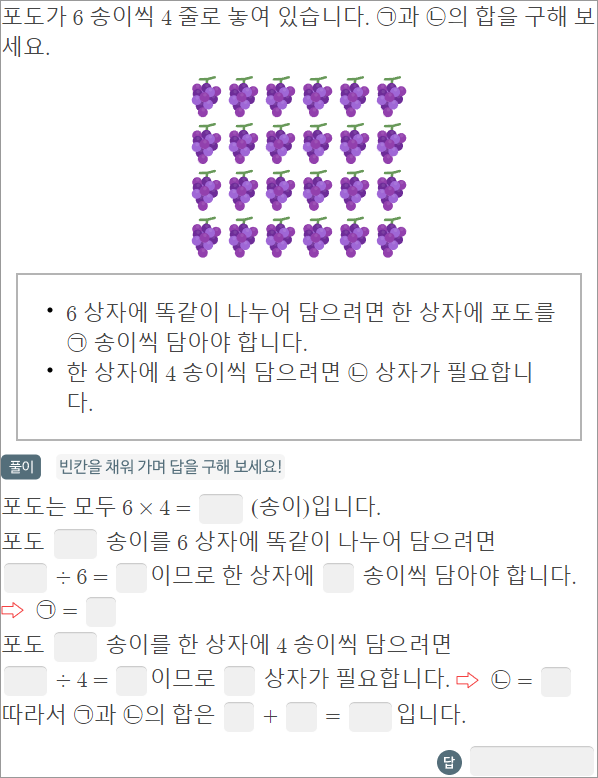 포도가 6 송이씩 4 줄로 놓여 있습니다. ㉠과 ㉡의 합을 구해 보
세요.
• 6 상자에 똑같이 나누어 담으려면 한 상자에 포도를
㉠ 송이씩 담아야 합니다.
• 한 상자에 4 송이씩 담으려면 ㉡ 상자가 필요합니
다.
풀이 빈칸을 채워 가며 답을 구해 보세요!
포도는 모두 6 × 4 = (송이)입니다.
포도 송이를 6 상자에 똑같이 나누어 담으려면
÷ 6 = 이므로 한 상자에 송이씩 담아야 합니다.
⇨ ㉠ =
포도 송이를 한 상자에 4 송이씩 담으려면
÷ 4 = 이므로 상자가 필요합니다. ⇨ ㉡ =
따라서 ㉠과 ㉡의 합은 + = 입니다.
답